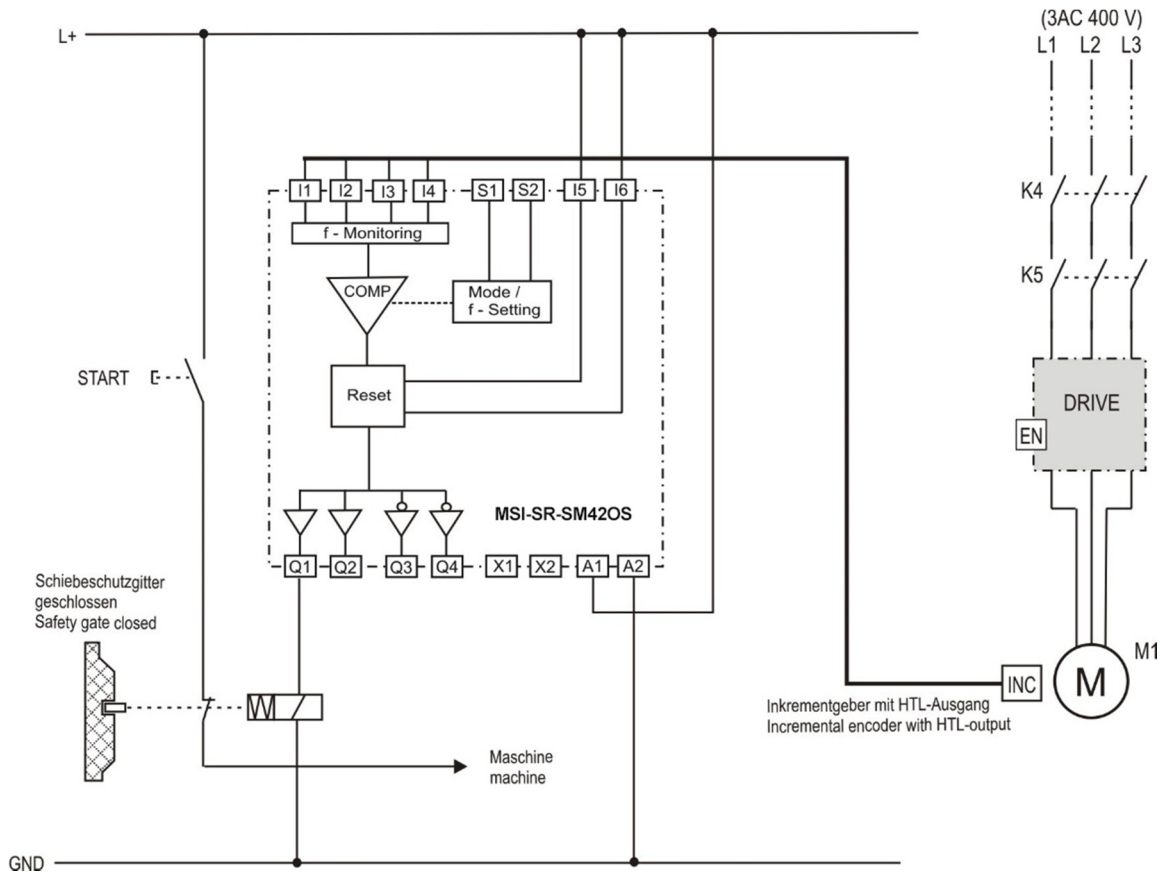 (3AC 400 V)
L1 L2 L3
L+
I1 I2 I3 I4 S1 S2 I5 I6
K4
f - Monitoring
K5
COMP
Mode /
f - Setting
START
Reset
DRIVE
EN
MSI-SR-SM42OS
Q1 Q2 Q3 Q4 X1 X2 A1 A2
Schiebeschutzgitter
geschlossen
Safety gate closed
M1
INC
M
Inkrementgeber mit HTL-Ausgang
Incremental encoder with HTL-output
Maschine
machine
GND